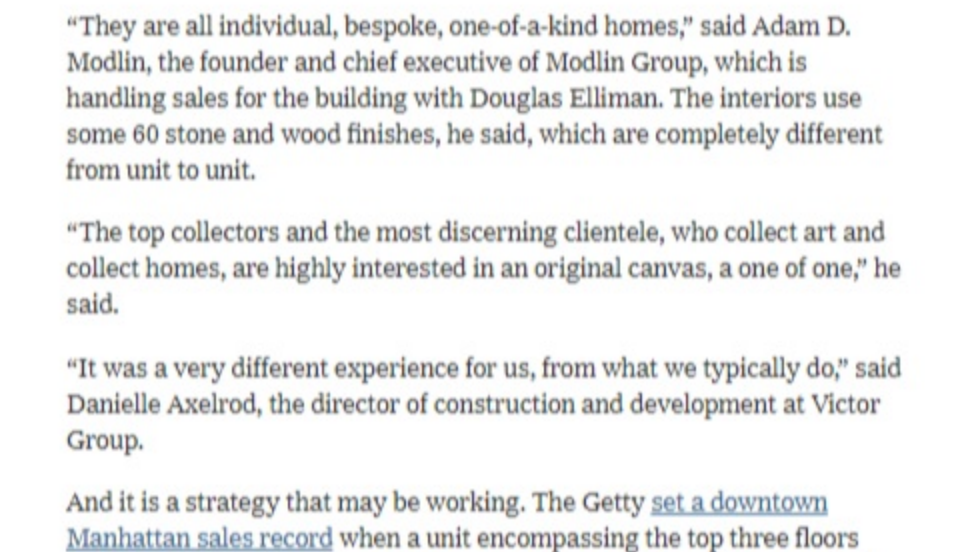 “They are all individual, bespoke, one-of-a-kind homes,” said Adam D.
Modlin, the founder and chief executive of Modlin Group, which is
handling sales for the building with Douglas Elliman. The interiors use
some 60 stone and wood finishes, he said, which are completely different
from unit to unit.
“The top collectors and the most discerning clientele, who collect art and
collect homes, are highly interested in an original canvas, a one of one,” he
said.
“It was a very different experience for us, from what we typically do,” said
Danielle Axelrod, the director of construction and development at Victor
Group.
And it is a strategy that may be working. The Getty set a downtown
Manhattan sales record when a unit encompassing the top three floors